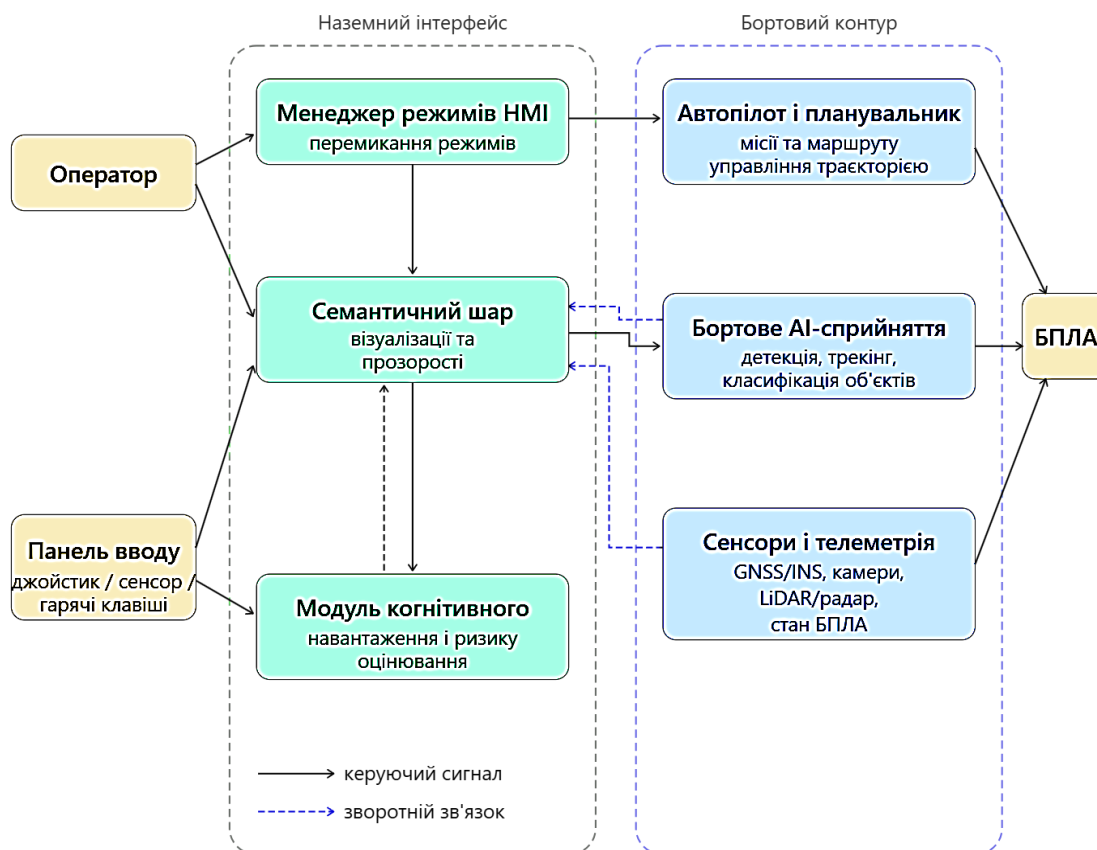 Наземний інтерфейс
Бортовий контур
Менеджер режимів HMI
перемикання режимів
Автопілот і планувальник
місії та маршруту
управління траєкторією
Оператор
Семантичний шар
візуалізації та
прозорості
Бортове AI-сприйняття
детекція, трекінг,
класифікація об'єктів
БПЛА
Панель вводу
джойстик / сенсор /
гарячі клавіші
Модуль когнітивного
навантаження і ризику
оцінювання
Сенсори і телеметрія
GNSS/INS, камери,
LiDAR/радар,
стан БПЛА
керуючий сигнал
зворотній зв'язок